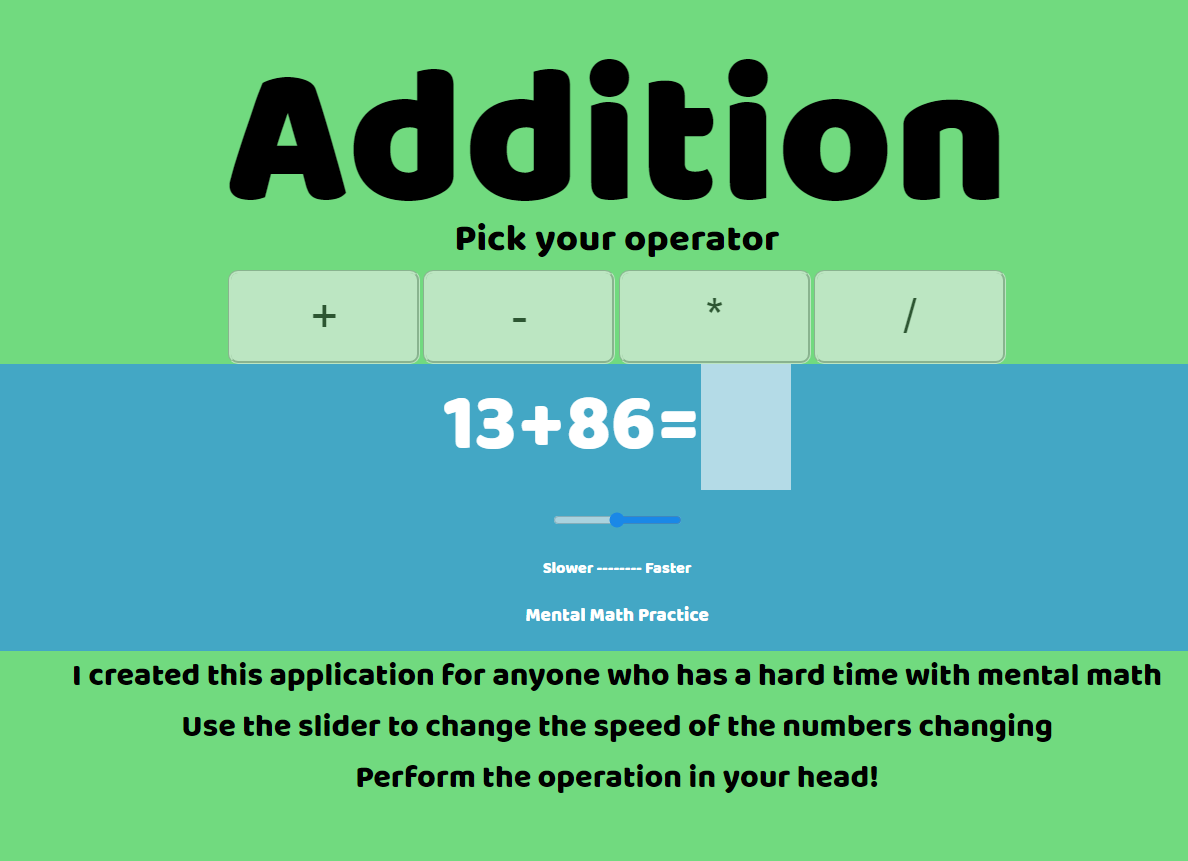 Addition
Pick your operator
+ - * /
13+86=
Slower -------- Faster
Mental Math Practice
I created this application for anyone who has a hard time with mental math
Use the slider to change the speed of the numbers changing
Perform the operation in your head!